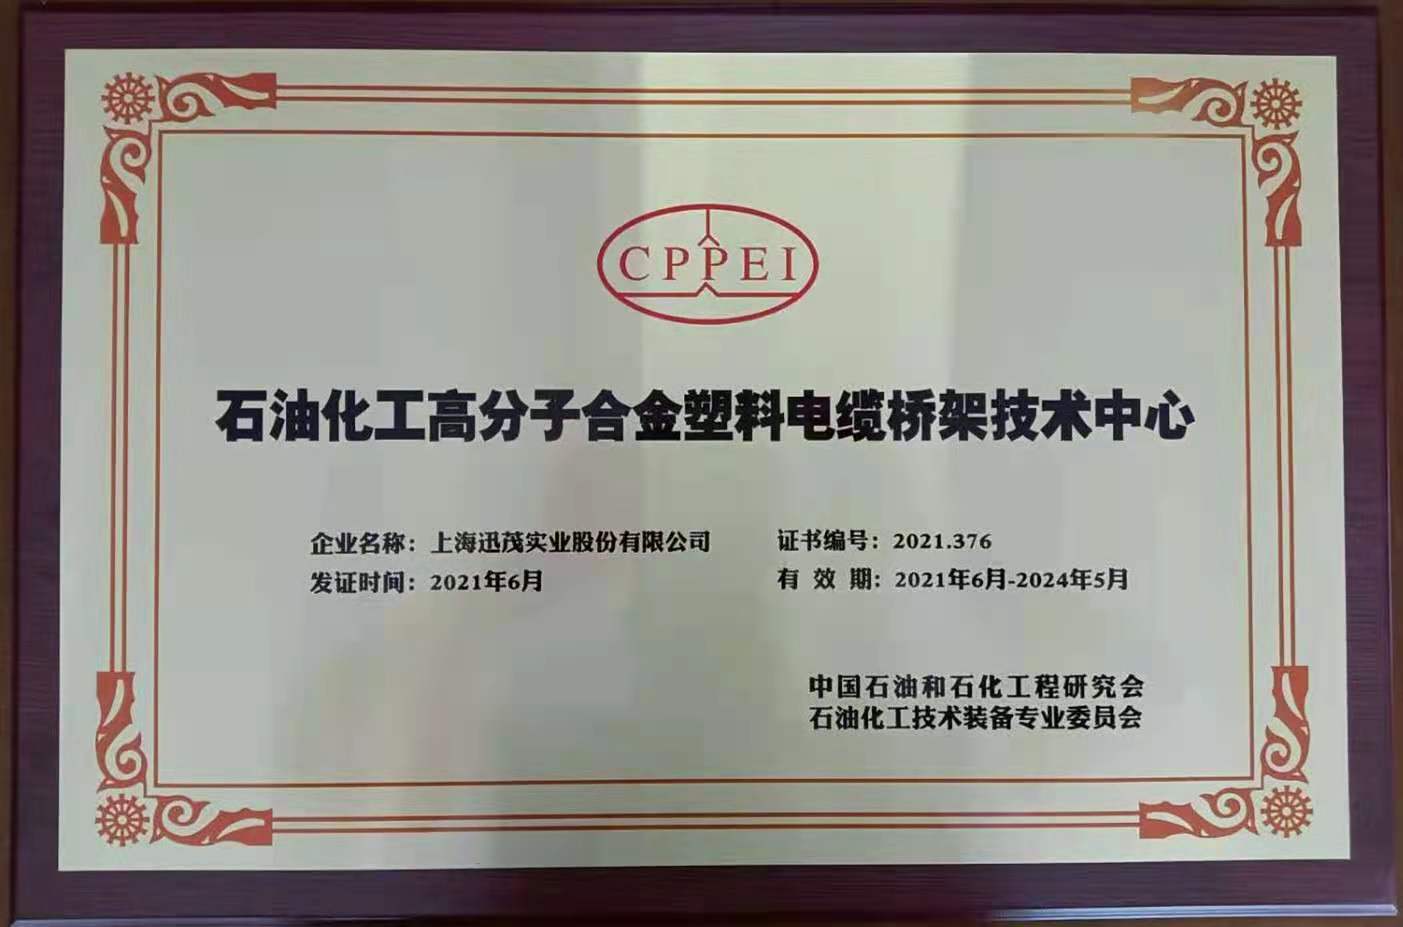 CPPEI
石油化工高分子合金塑料电缆桥架技术中心
企业名称：上海迅茂实业股份有限公司
证书编号：2021.376
发证时间：2021年6月
有 效 期：2021年6月-2024年5月
中国石油和石化工程研究会
石油化工技术装备专业委员会